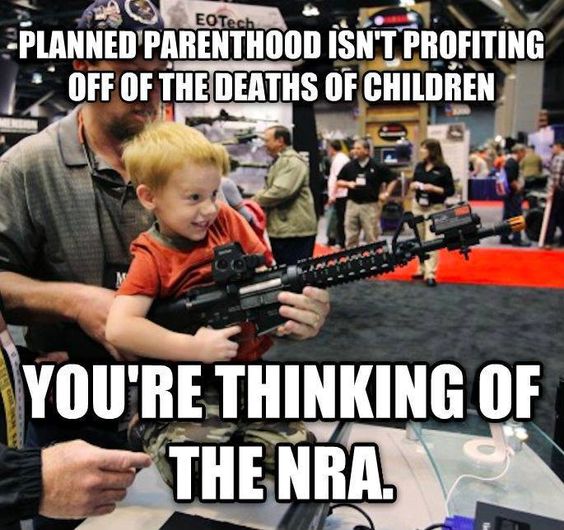 EOTech
PLANNED PARENTHOOD ISN'T PROFITING
OFF OF THE DEATHS OF CHILDREN
YOU'RE THINKING OF
THE NRA.